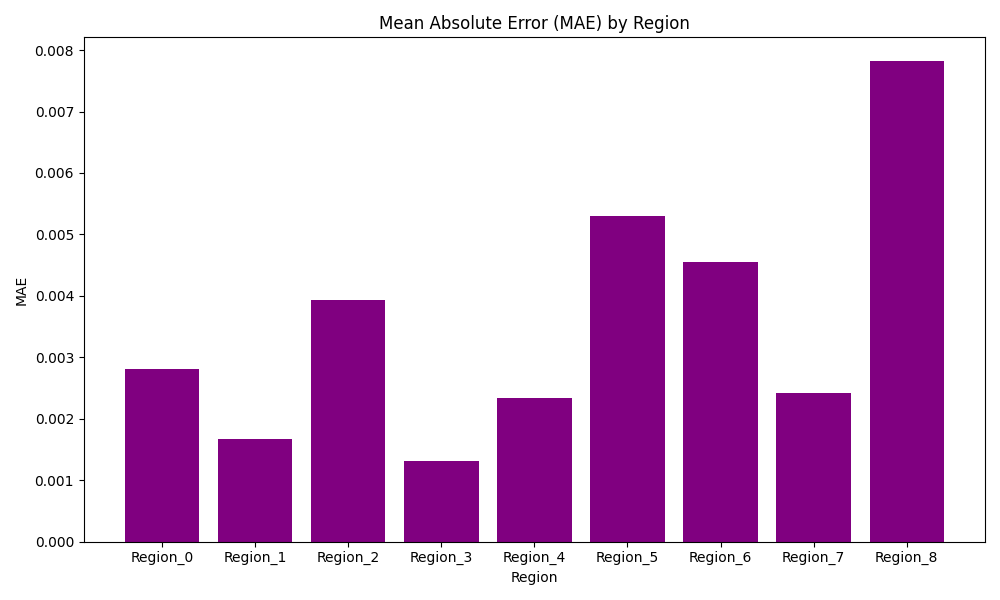 Mean Absolute Error (MAE) by Region
0.008
0.007
0.006
0.005
0.004
0.003
0.002
0.001
0.000
MAE
Region_0 Region_1 Region_2 Region_3 Region_4 Region_5 Region_6 Region_7 Region_8
Region